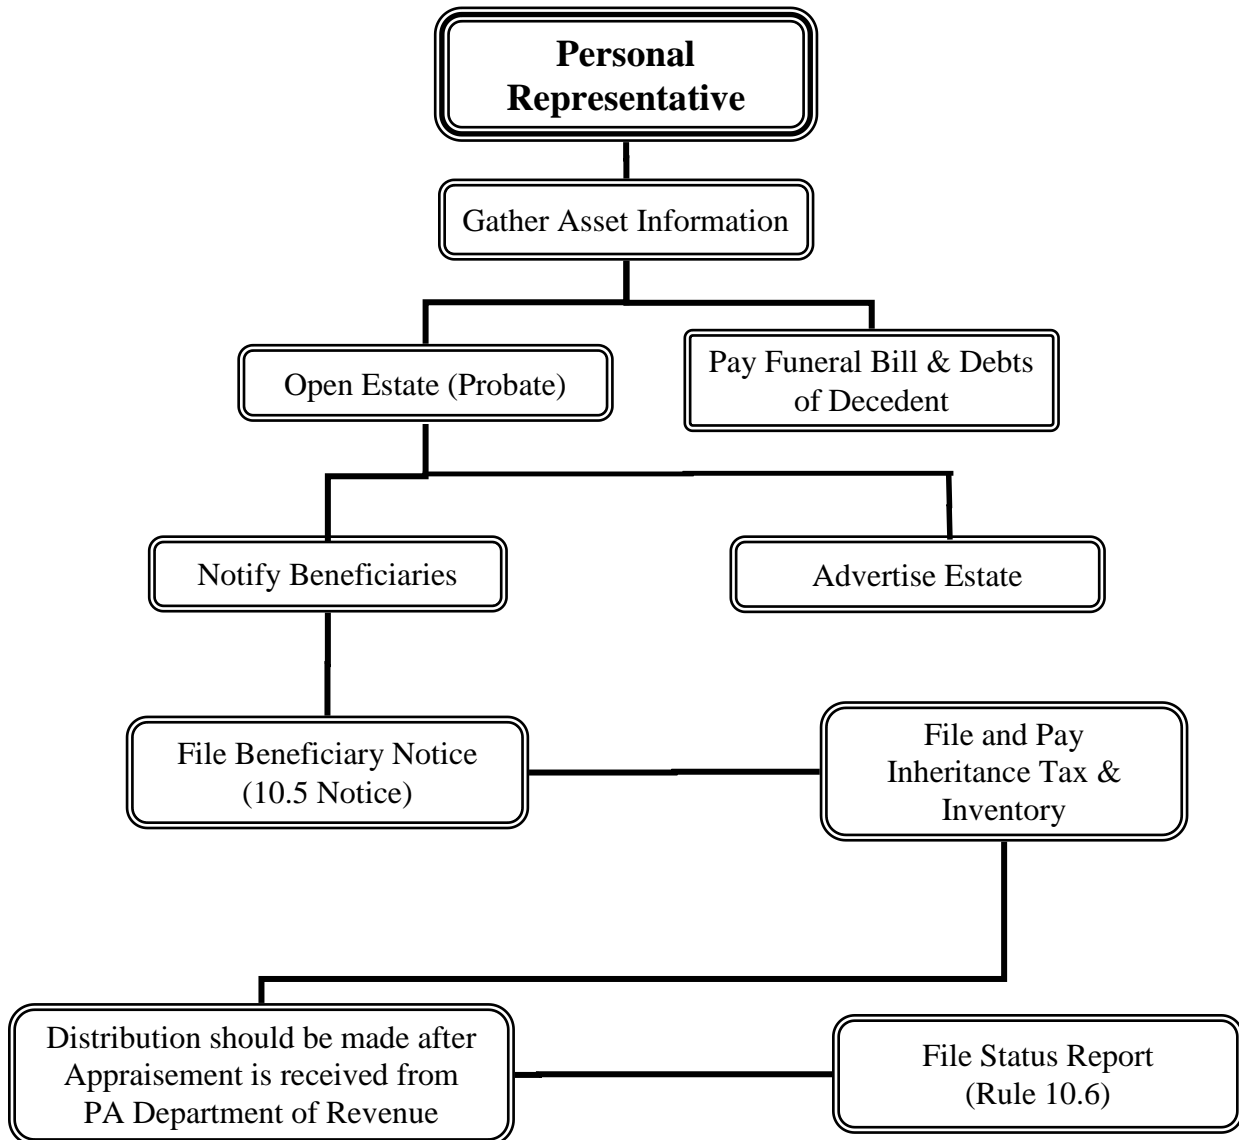 Personal
Representative
Gather Asset Information
Open Estate (Probate)
Pay Funeral Bill & Debts
of Decedent
Notify Beneficiaries
Advertise Estate
File Beneficiary Notice
(10.5 Notice)
File and Pay
Inheritance Tax &
Inventory
Distribution should be made after
Appraisement is received from
PA Department of Revenue
File Status Report
(Rule 10.6)